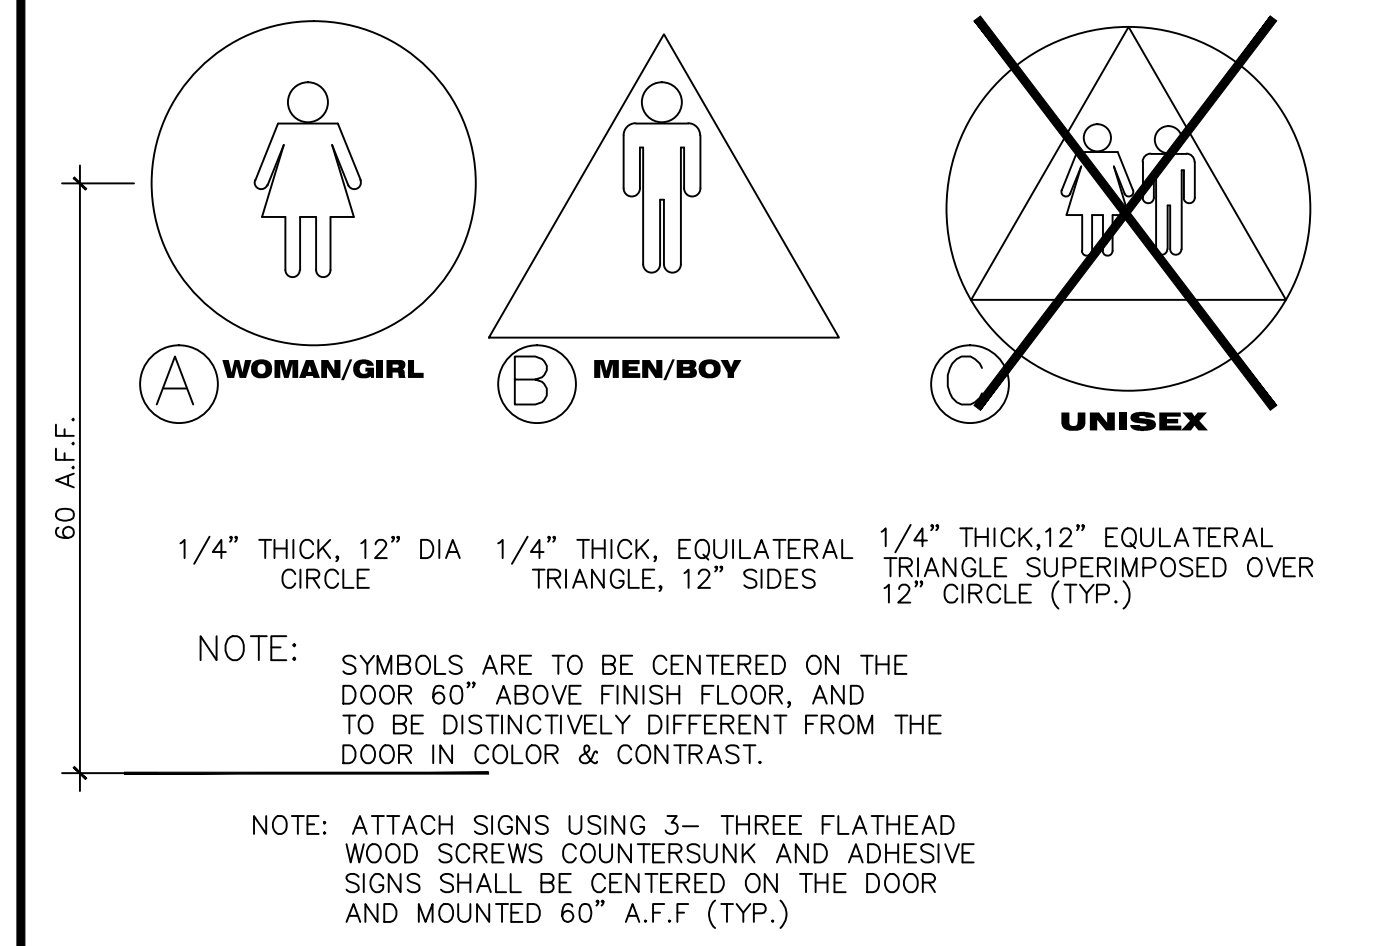 A WOMAN/GIRL
B MEN/BOY
C
UNISEX
60 A.F.F.
1/4” THICK, 12” DIA
CIRCLE
1/4” THICK, EQUILATERAL
TRIANGLE, 12” SIDES
1/4” THICK,12” EQULATERAL
TRIANGLE SUPERIMPOSED OVER
12” CIRCLE (TYP.)
NOTE:
SYMBOLS ARE TO BE CENTERED ON THE
DOOR 60” ABOVE FINISH FLOOR, AND
TO BE DISTINCTIVELY DIFFERENT FROM THE
DOOR IN COLOR & CONTRAST.
NOTE: ATTACH SIGNS USING 3– THREE FLATHEAD
WOOD SCREWS COUNTERSUNK AND ADHESIVE
SIGNS SHALL BE CENTERED ON THE DOOR
AND MOUNTED 60” A.F.F (TYP.)